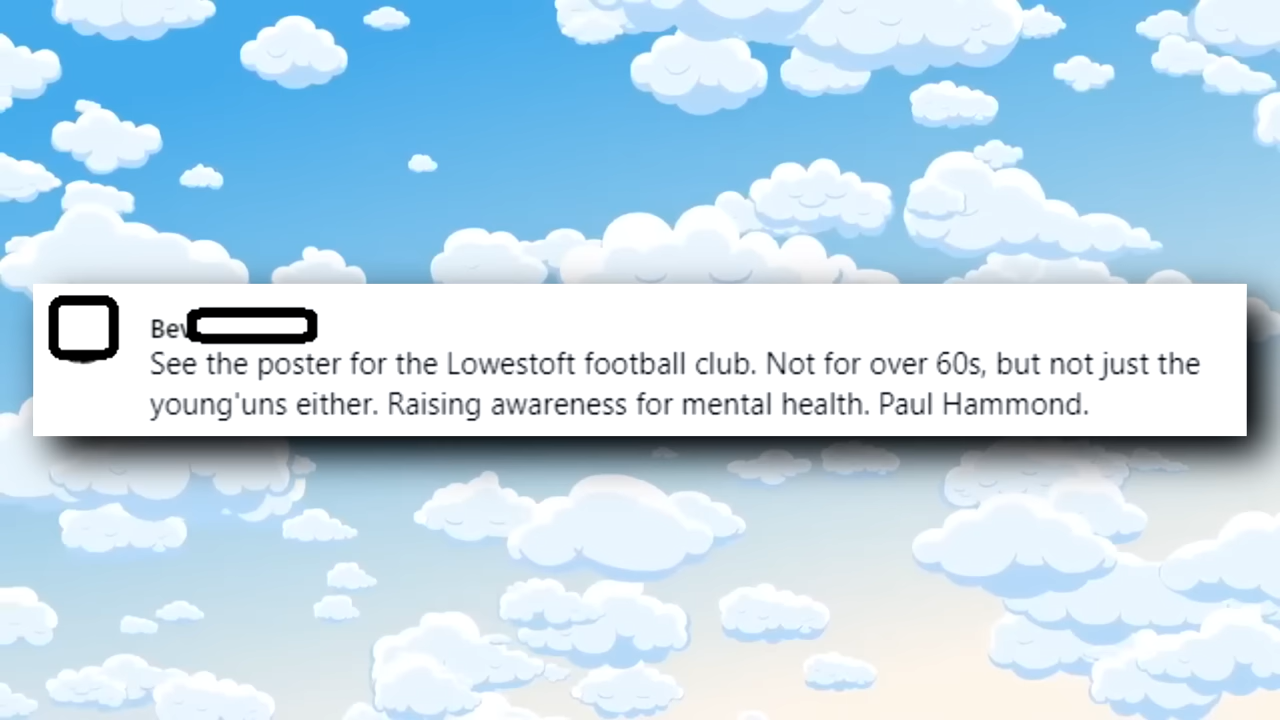 Bev
See the poster for the Lowestoft football club. Not for over 60s, but not just the
young'uns either. Raising awareness for mental health. Paul Hammond.